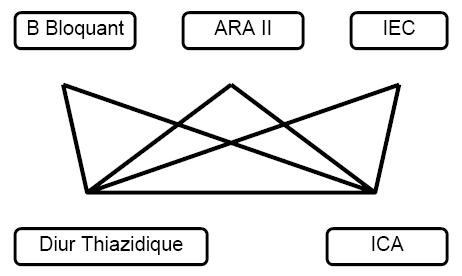 B Bloquant
ARA II
IEC
Diur Thiazidique
ICA